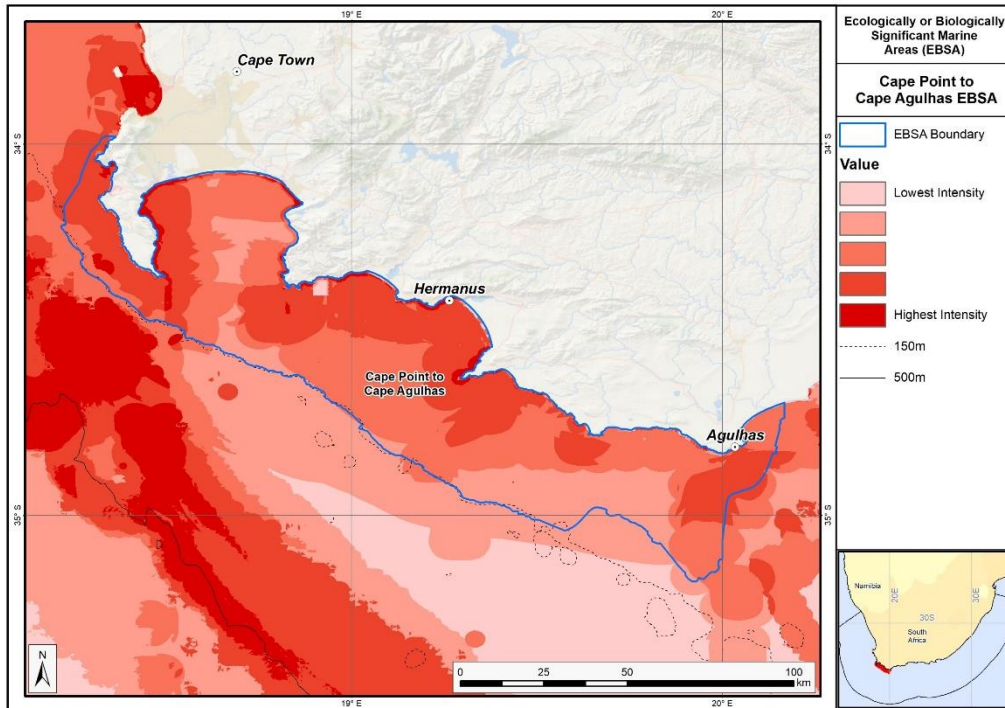 19° E
20° E
Cape Town
34° S
34° S
Hermanus
Cape Point to
Cape Agulhas
Agulhas
35° S
35° S
N
0 25 50 100
km
19° E
20° E
Ecologically or Biologically
Significant Marine
Areas (EBSA)
Cape Point to
Cape Agulhas EBSA
EBSA Boundary
Value
Lowest Intensity
Highest Intensity
150m
500m
Namibia
20E
30E
30S
South
Africa